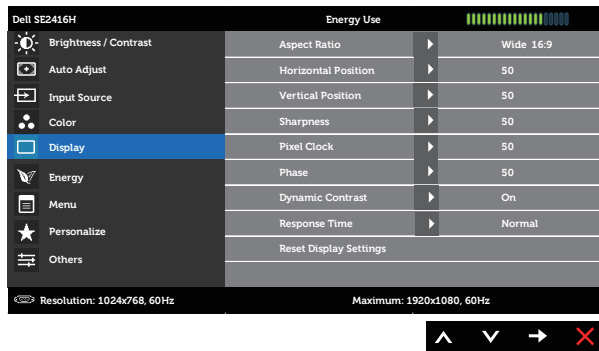 Dell SE2416H Energy Use
Brightness / Contrast Aspect Ratio Wide 16:9
Auto Adjust Horizontal Position 50
Input Source Vertical Position 50
Color Sharpness 50
Display Pixel Clock 50
Energy Phase 50
Menu Dynamic Contrast On
Personalize Response Time Normal
Others Reset Display Settings
Resolution: 1024x768, 60Hz Maximum: 1920x1080, 60Hz